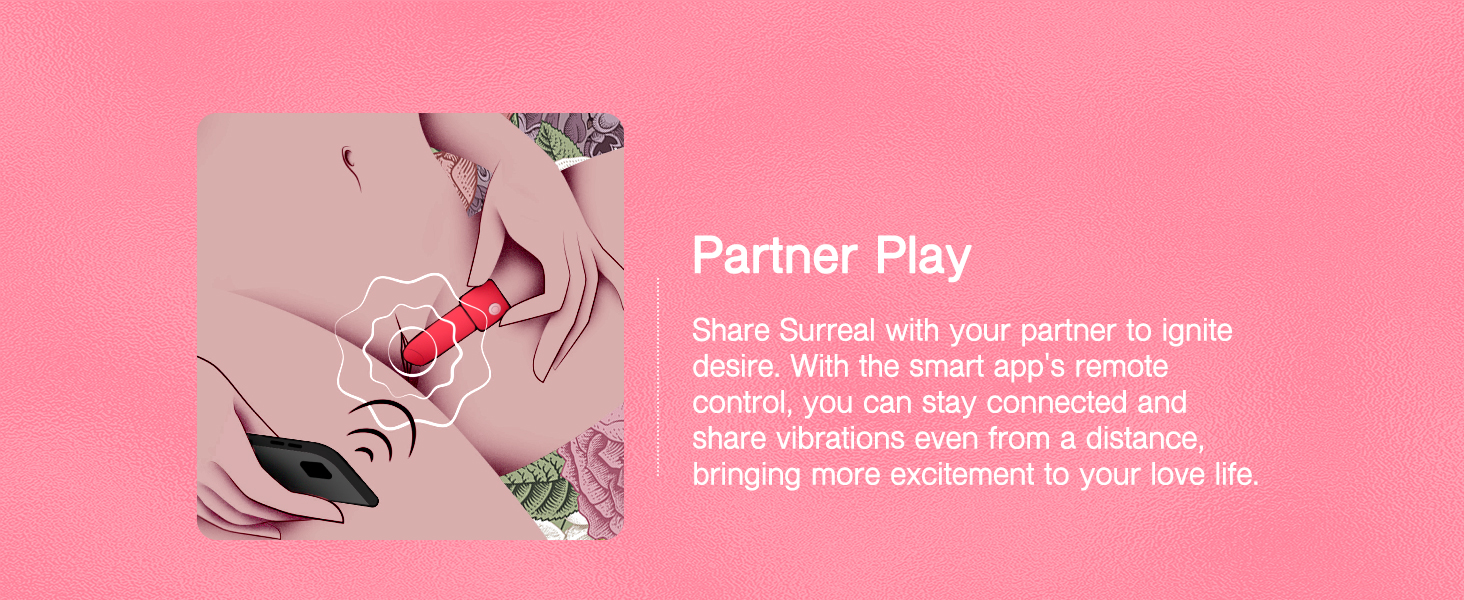 Partner Play
Share Surreal with your partner to ignite
desire. With the smart app's remote
control, you can stay connected and
share vibrations even from a distance,
bringing more excitement to your love life.